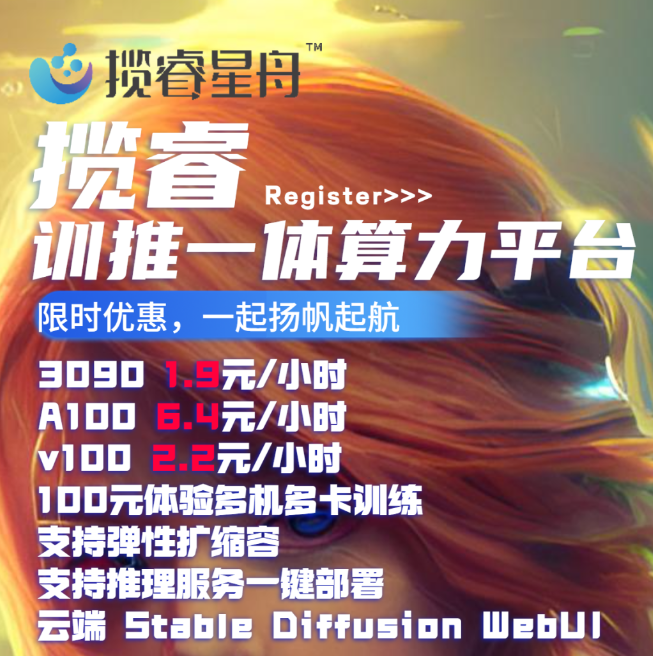 揽睿星舟™
揽睿 Register>>>
训推一体算力平台
限时优惠，一起扬帆起航
3090 1.9元/小时
A100 6.4元/小时
v100 2.2元/小时
100元体验多机多卡训练
支持弹性扩缩容
支持推理服务一键部署
云端 Stable Diffusion WebUI